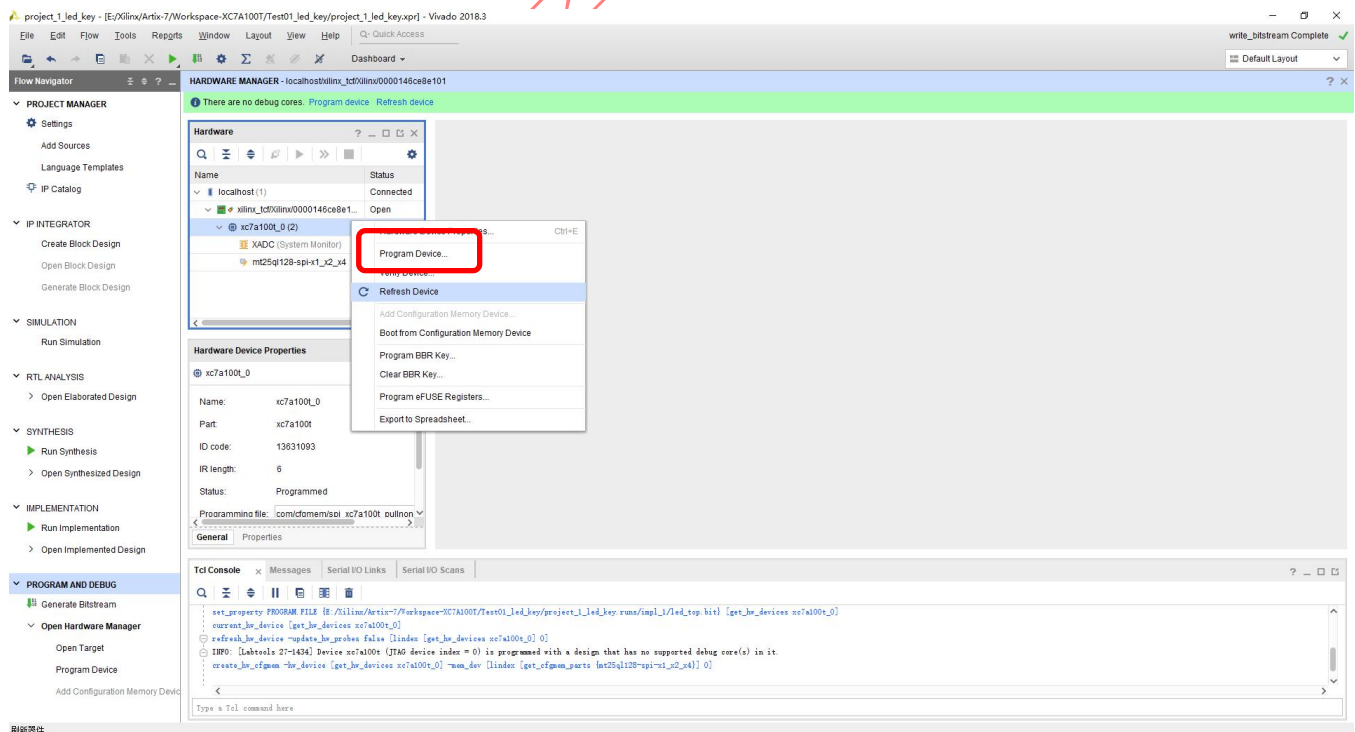 project_1_led_key - [E:/Xilinx/Artix-7/Workspace-XC7A100T/Test01_led_key/project_1_led_key.xpr] - Vivado 2018.3
File Edit Flow Tools Reports Window Layout View Help Q- Quick Access
write_bitstream Complete
Dashboard
Default Layout
Flow Navigator
HARDWARE MANAGER - localhost/xilinx_tcf/Xilinx/0000146ce8e101
There are no debug cores. Program device Refresh device
PROJECT MANAGER
Settings
Add Sources
Language Templates
IP Catalog
IP INTEGRATOR
Create Block Design
Open Block Design
Generate Block Design
SIMULATION
Run Simulation
RTL ANALYSIS
Open Elaborated Design
SYNTHESIS
Run Synthesis
Open Synthesized Design
IMPLEMENTATION
Run Implementation
Open Implemented Design
PROGRAM AND DEBUG
Generate Bitstream
Open Hardware Manager
Open Target
Program Device
Add Configuration Memory Devic
Hardware
Name Status
localhost (1) Connected
xilinx_tcf/Xilinx/0000146ce8e1... Open
xc7a100t_0 (2)
XADC (System Monitor)
mt25ql128-spi-x1_x2_x4
Ctrl+E
Program Device...
Verify Device...
Refresh Device
Add Configuration Memory Device...
Boot from Configuration Memory Device
Program BBR Key...
Clear BBR Key...
Program eFUSE Registers...
Export to Spreadsheet...
Hardware Device Properties
xc7a100t_0
Name: xc7a100t_0
Part: xc7a100t
ID code: 13631093
IR length: 6
Status: Programmed
Programming file: com/cfgmem/spi_xc7a100t_pullnon
General Properties
Tcl Console Messages Serial I/O Links Serial I/O Scans
set_property PROGRAM.FILE {E:/Xilinx/Artix-7/Workspace-XC7A100T/Test01_led_key/project_1_led_key.runs/impl_1/led_top.bit} [get_hw_devices xc7a100t_0]
current_hw_device [get_hw_devices xc7a100t_0]
refresh_hw_device -update_hw_probes false [lindex [get_hw_devices xc7a100t_0] 0]
INFO: [Labtools 27-1434] Device xc7a100t (JTAG device index = 0) is programmed with a design that has no supported debug core(s) in it.
create_hw_cfgmem -hw_device [get_hw_devices xc7a100t_0] -mem_dev [lindex [get_cfgmem_parts {mt25ql128-spi-x1_x2_x4}] 0]
Type a Tcl command here
刷新器件